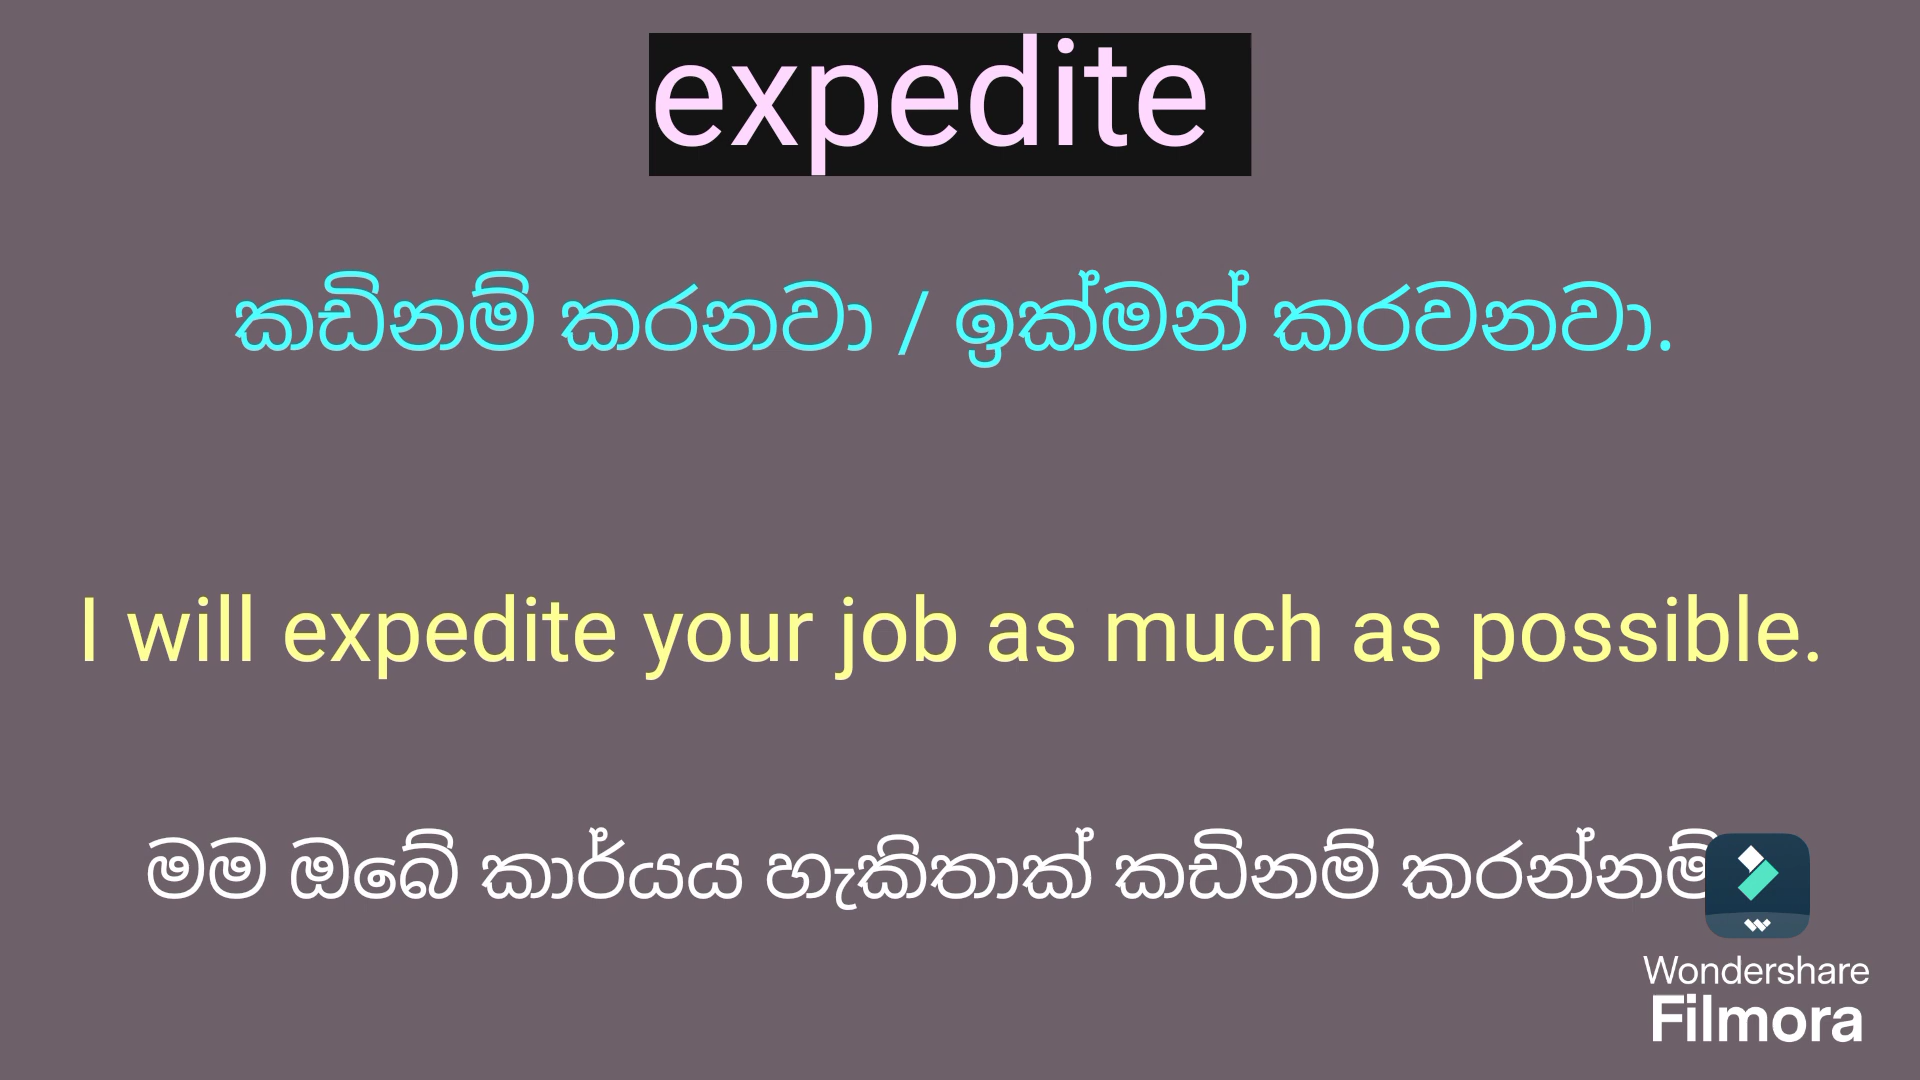 expedite
කඩිනම් කරනවා / ඉක්මන් කරවනවා.
I will expedite your job as much as possible.
මම ඔබේ කාර්යය හැකිතාක් කඩිනම් කරන්නම්
Wondershare
Filmora